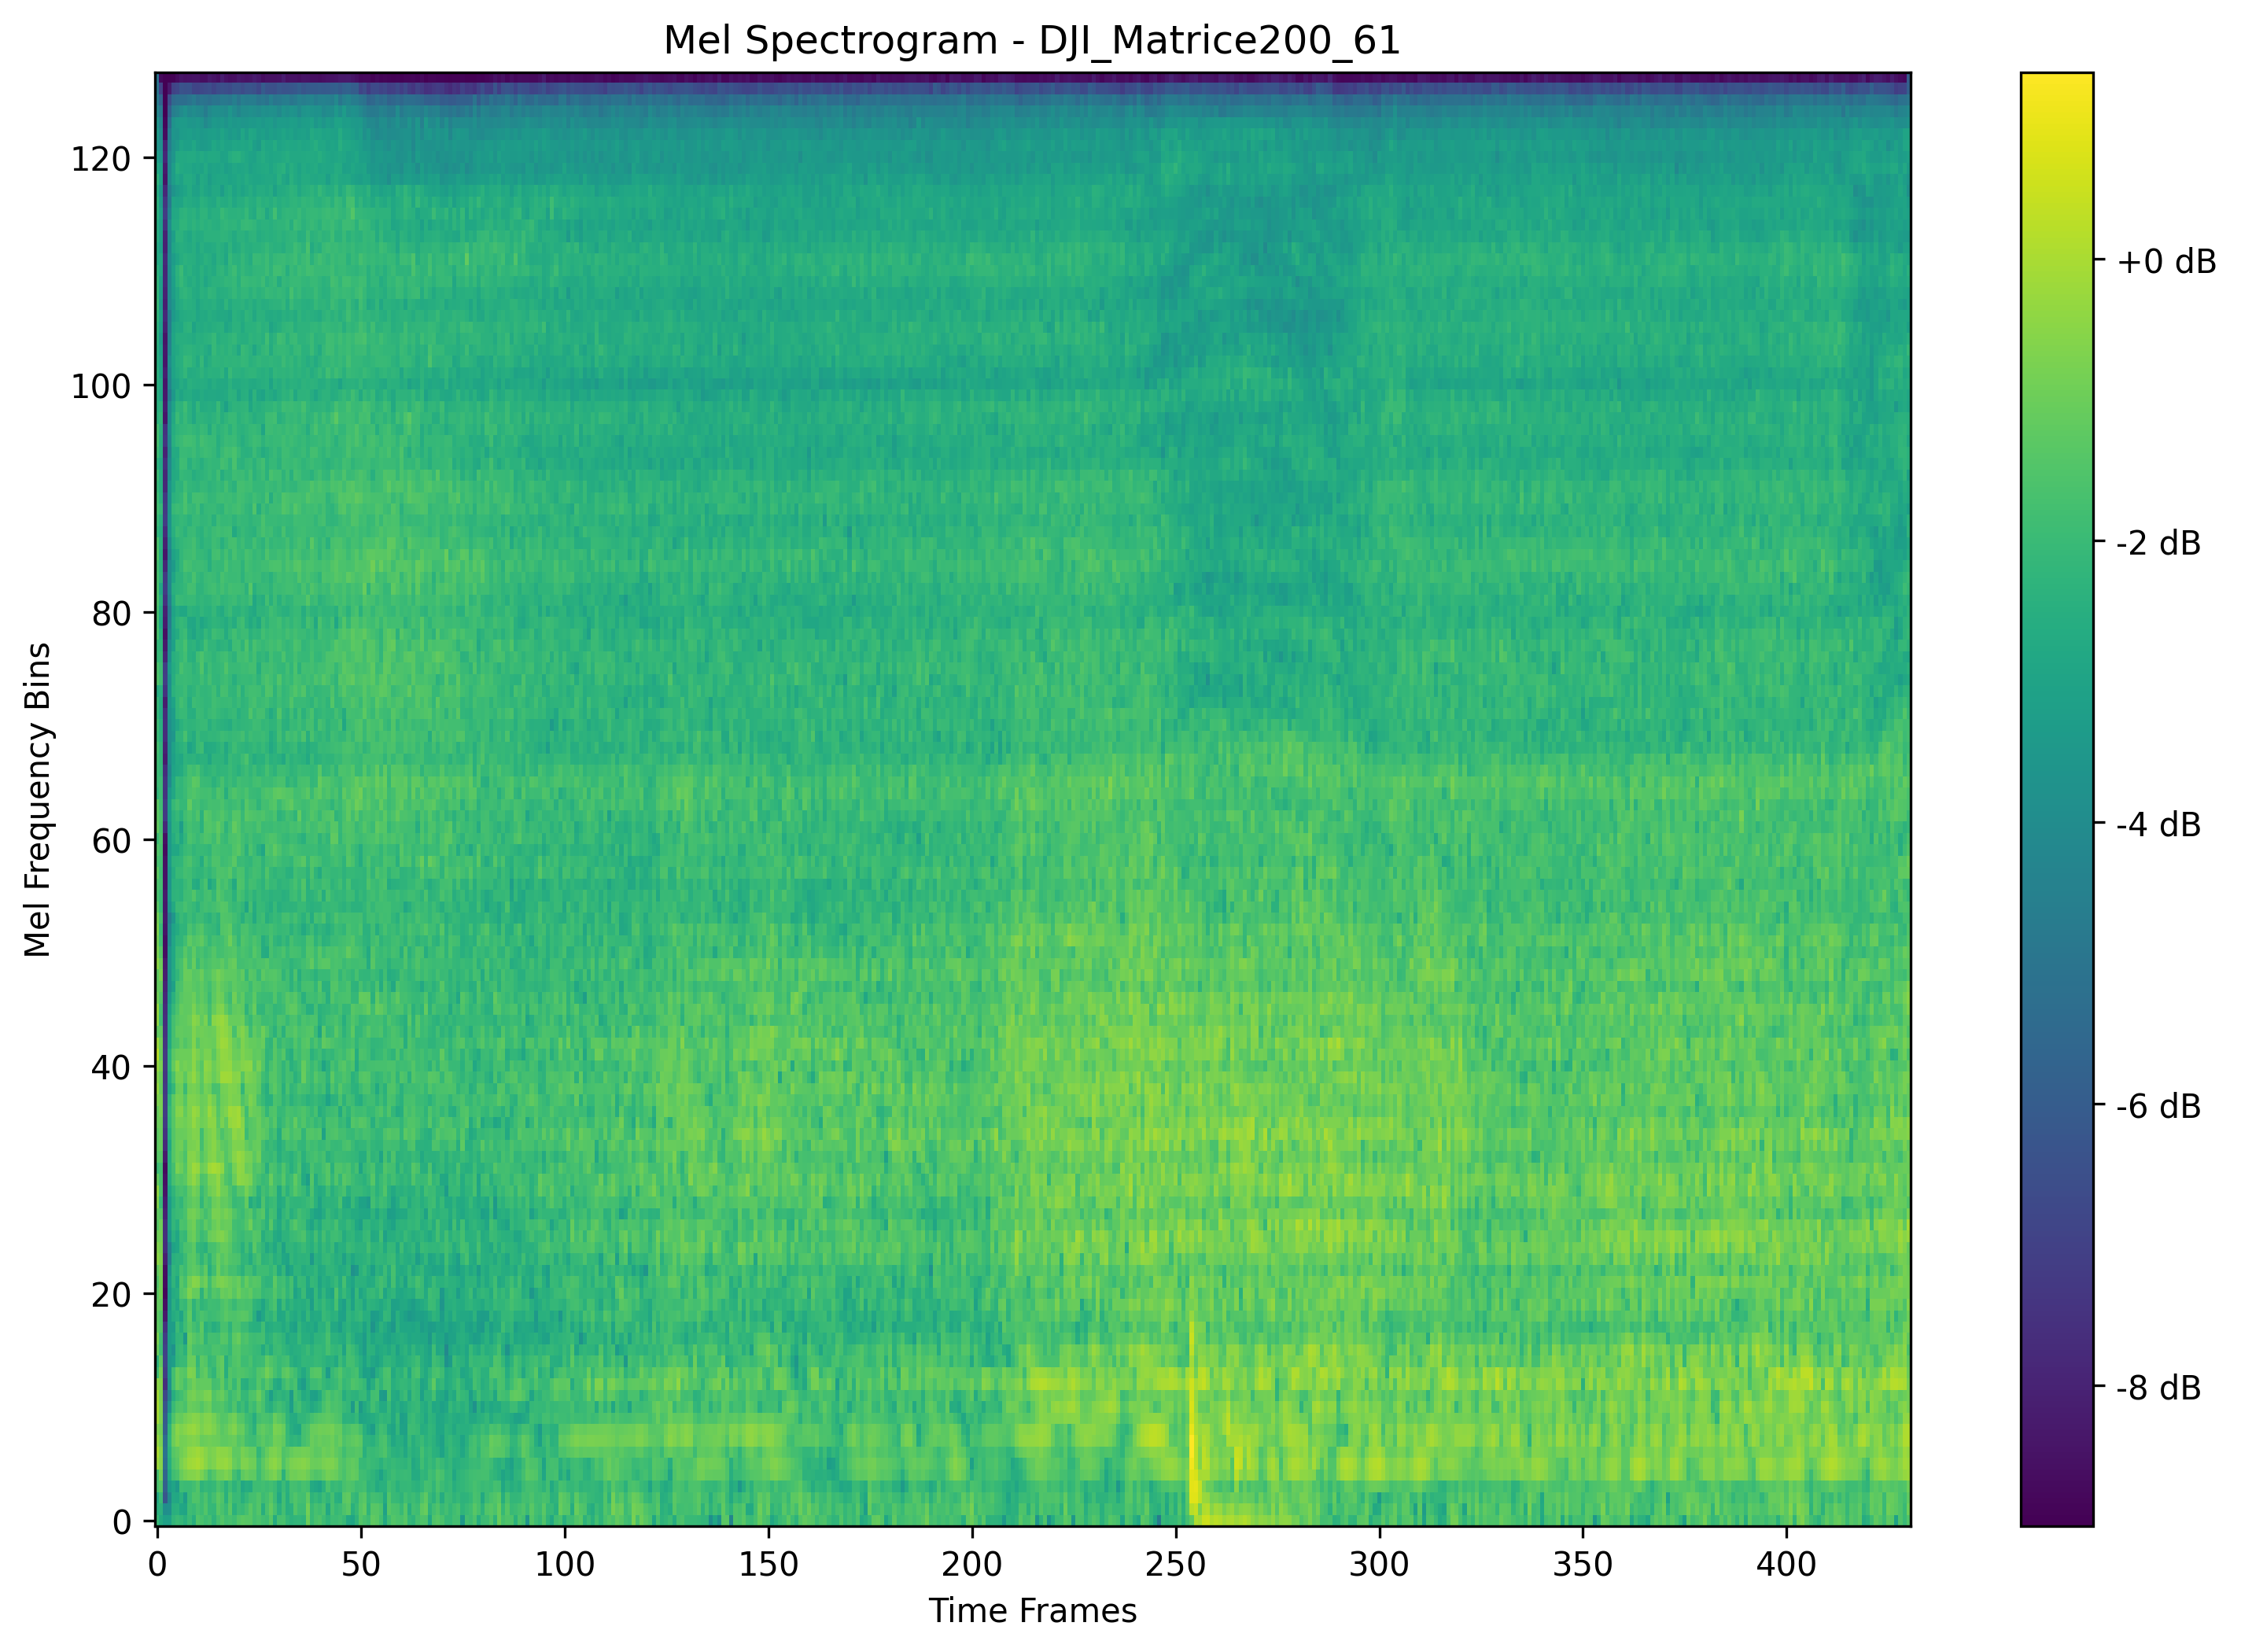 Mel Spectrogram - DJI_Matrice200_61
Mel Frequency Bins
120
100
80
60
40
20
0
0 50 100 150 200 250 300 350 400
Time Frames
+0 dB
-2 dB
-4 dB
-6 dB
-8 dB